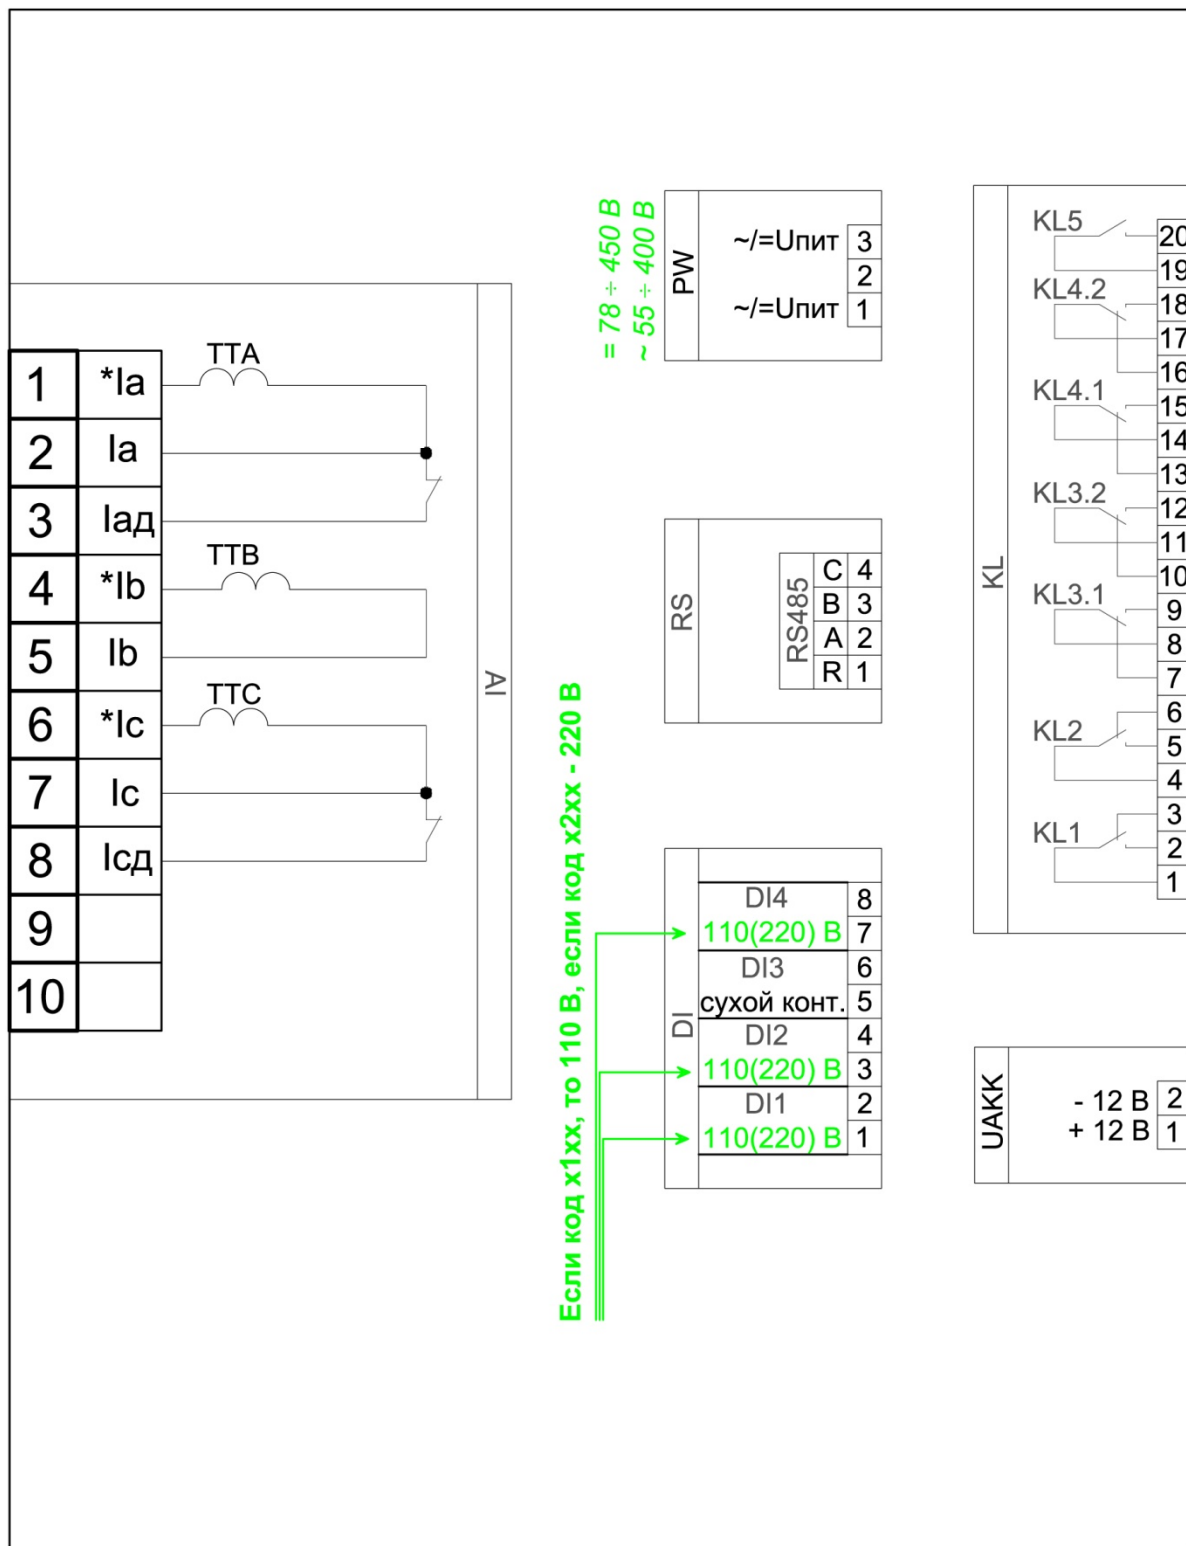 1 *Ia
2 Ia
3 Iад
4 *Ib
5 Ib
6 *Ic
7 Ic
8 Icд
9
10
TTA
TTB
TTC
AI
= 78 ÷ 450 В
~ 55 ÷ 400 В
PW
~/=Uпит 3
2
~/=Uпит 1
RS
RS485
C 4
B 3
A 2
R 1
Если код x1xx, то 110 В, если код x2xx - 220 В
DI
DI4 8
110(220) В 7
DI3 6
сухой конт. 5
DI2 4
110(220) В 3
DI1 2
110(220) В 1
KL
KL5
20
19
KL4.2
18
17
16
KL4.1
15
14
13
KL3.2
12
11
10
KL3.1
9
8
7
KL2
6
5
4
KL1
3
2
1
UAKK
- 12 В 2
+ 12 В 1